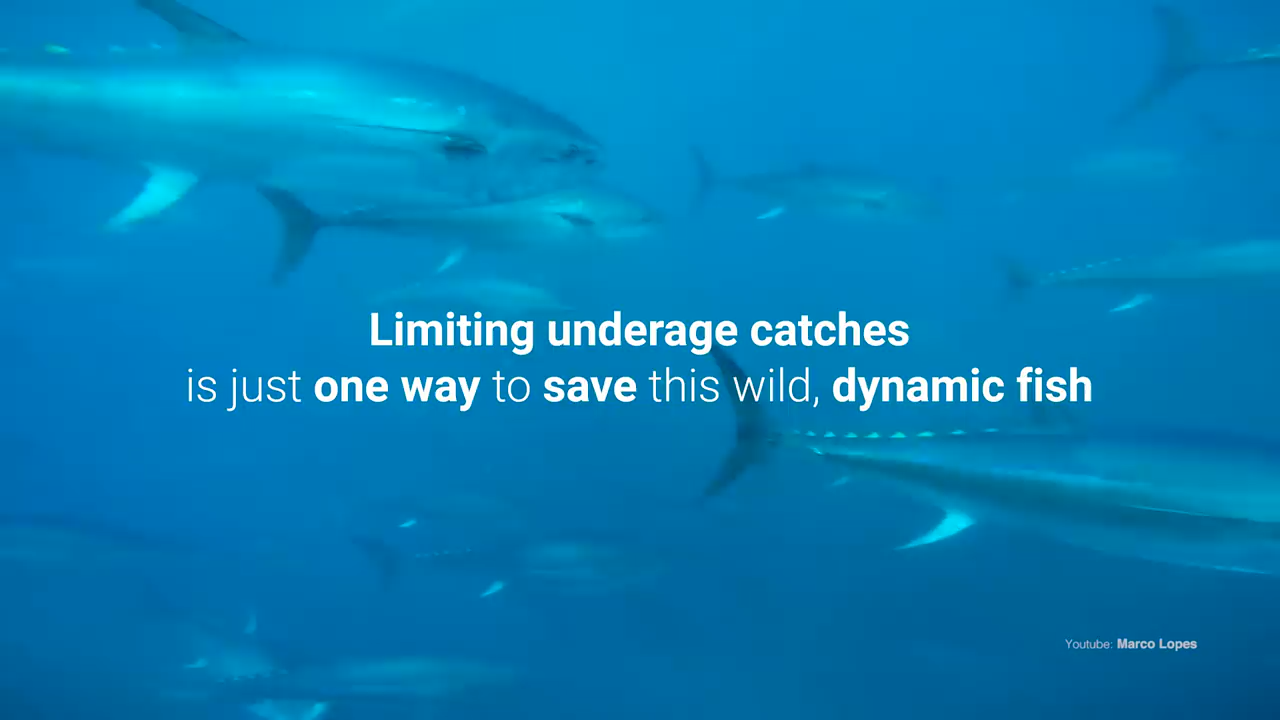 Limiting underage catches
is just one way to save this wild, dynamic fish
Youtube: Marco Lopes